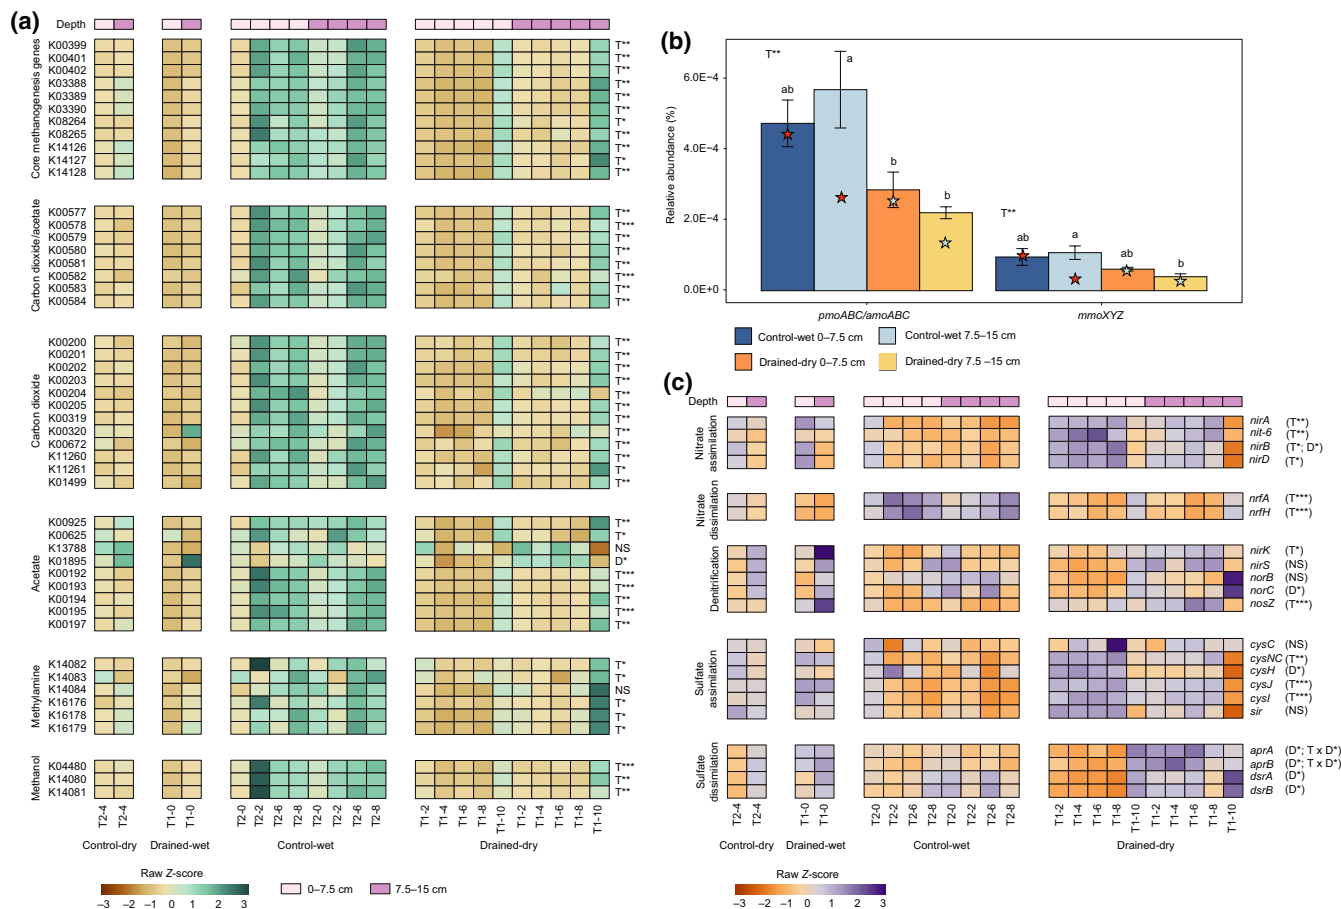 (a)
Depth
Core methanogenesis genes
K00399 T**
K00401 T**
K00402 T**
K03388 T**
K03389 T**
K03390 T**
K08264 T*
K08265 T**
K14126 T**
K14127 T*
K14128 T**
Carbon dioxide/acetate
K00577 T**
K00578 T***
K00579 T**
K00580 T**
K00581 T**
K00582 T***
K00583 T**
K00584 T**
Carbon dioxide
K00200 T**
K00201 T**
K00202 T**
K00203 T**
K00204 T**
K00205 T**
K00319 T**
K00320 T**
K00672 T**
K11260 T**
K11261 T*
K01499 T**
Acetate
K00925 T**
K00625 T*
K13788 NS
K01895 D*
K00192 T***
K00193 T***
K00194 T**
K00195 T***
K00197 T**
Methylamine
K14082 T*
K14083 T*
K14084 NS
K16176 T*
K16178 T*
K16179 T*
Methanol
K04480 T***
K14080 T**
K14081 T**
T2-4 T2-4 T1-0 T1-0 T2-0 T2-2 T2-6 T2-8 T2-0 T2-2 T2-6 T2-8 T1-2 T1-4 T1-6 T1-8 T1-10 T1-2 T1-4 T1-6 T1-8 T1-10
Control-dry Drained-wet Control-wet Drained-dry
Raw Z-score
–3 –2 –1 0 1 2 3
0–7.5 cm 7.5–15 cm
(b)
Relative abundance (%)
6.0E–4
4.0E–4
2.0E–4
0.0E+0
T** ab a b b
T** ab a ab b
pmoABC/amoABC mmoXYZ
Control-wet 0–7.5 cm Control-wet 7.5–15 cm
Drained-dry 0–7.5 cm Drained-dry 7.5–15 cm
(c)
Depth
Nitrate assimilation
nirA (T**)
nit-6 (T**)
nirB (T*; D*)
nirD (T*)
Nitrate dissimilation
nrfA (T***)
nrfH (T***)
Denitrification
nirK (T*)
nirS (NS)
norB (NS)
norC (D*)
nosZ (T***)
Sulfate assimilation
cysC (NS)
cysNC (T**)
cysH (D*)
cysJ (T***)
cysI (T***)
sir (NS)
Sulfate dissimilation
aprA (D*; T x D*)
aprB (D*; T x D*)
dsrA (D*)
dsrB (D*)
T2-4 T2-4 T1-0 T1-0 T2-0 T2-2 T2-6 T2-8 T2-0 T2-2 T2-6 T2-8 T1-2 T1-4 T1-6 T1-8 T1-10 T1-2 T1-4 T1-6 T1-8 T1-10
Control-dry Drained-wet Control-wet Drained-dry
Raw Z-score
–3 –2 –1 0 1 2 3